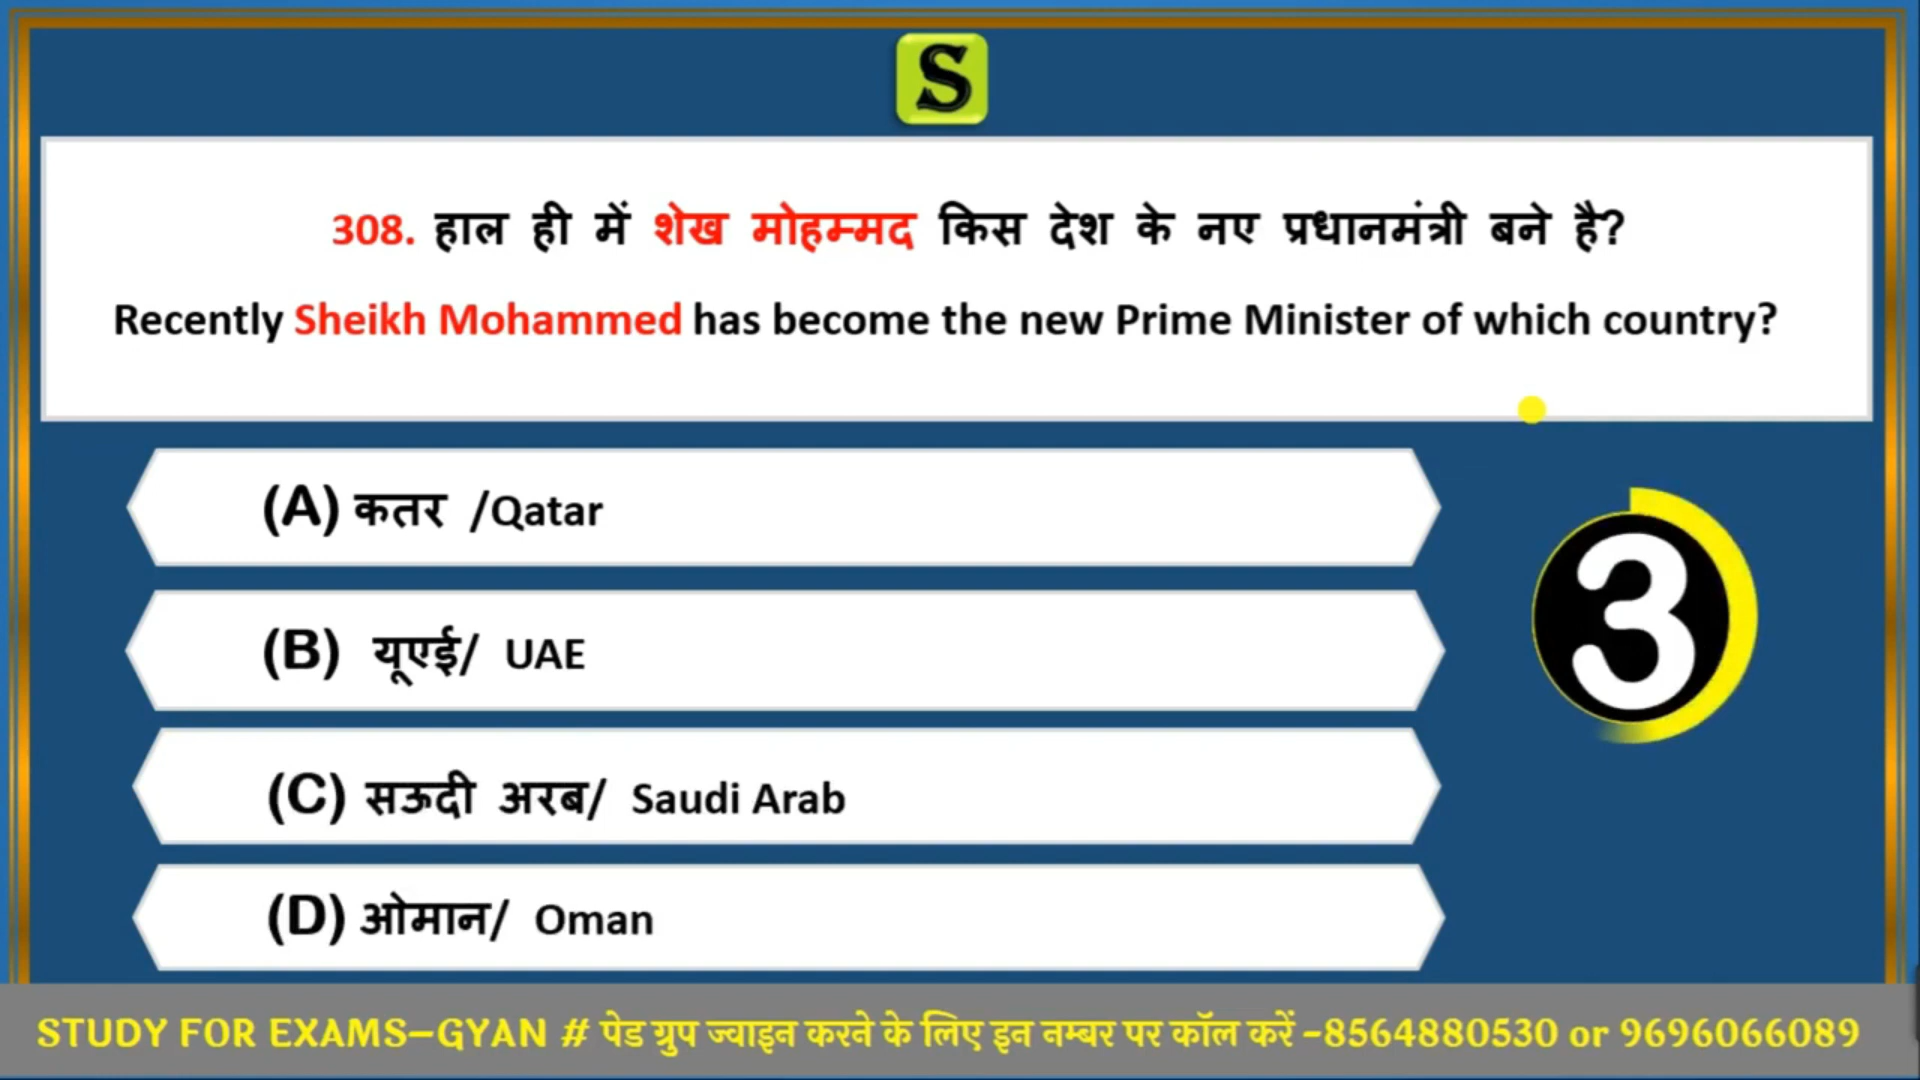 S
308. हाल ही में शेख मोहम्मद किस देश के नए प्रधानमंत्री बने है?
Recently Sheikh Mohammed has become the new Prime Minister of which country?
(A) कतर /Qatar
(B) यूएई/ UAE
(C) सऊदी अरब/ Saudi Arab
(D) ओमान/ Oman
3
STUDY FOR EXAMS–GYAN # पेड ग्रुप ज्वाइन करने के लिए इन नम्बर पर कॉल करें –8564880530 or 9696066089